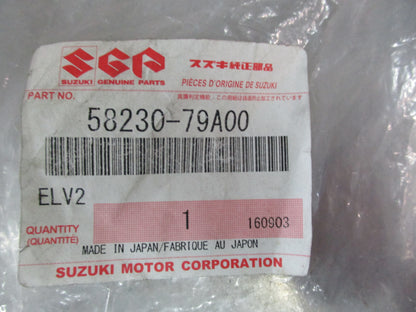 SGP
SUZUKI GENUINE PARTS
スズキ純正部品
PIÈCES D'ORIGINE DE SUZUKI
PART NO.
58230-79A00
ELV2
QUANTITY
(QUANTITÉ)
1
160903
MADE IN JAPAN/FABRIQUE AU JAPON
SUZUKI MOTOR CORPORATION